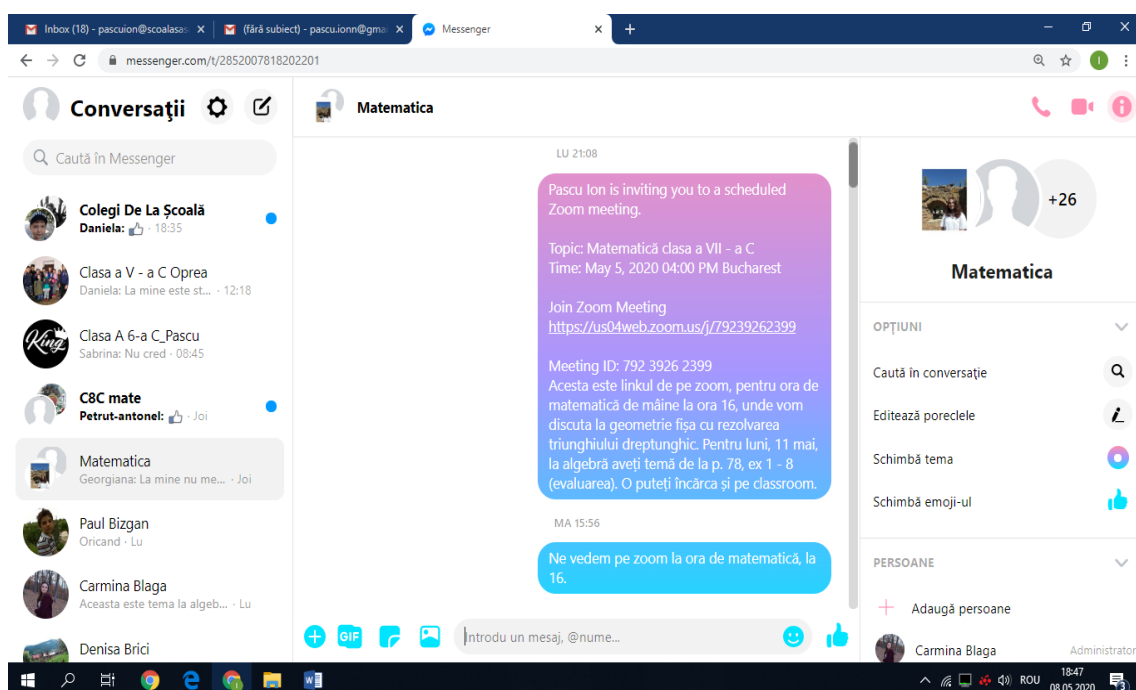 Inbox (18) - pascuion@scoalasas
(fără subiect) - pascu.ionn@gmai
Messenger
messenger.com/t/2852007818202201
Conversaţii
Caută în Messenger
Colegi De La Școală
Daniela: · 18:35
Clasa a V - a C Oprea
Daniela: La mine este st... · 12:18
King
Clasa A 6-a C_Pascu
Sabrina: Nu cred · 08:45
C8C mate
Petrut-antonel: · Joi
Matematica
Georgiana: La mine nu me... · Joi
Paul Bizgan
Oricand · Lu
Carmina Blaga
Aceasta este tema la algeb... · Lu
Denisa Brici
Matematica
LU 21:08
Pascu Ion is inviting you to a scheduled
Zoom meeting.
Topic: Matematică clasa a VII - a C
Time: May 5, 2020 04:00 PM Bucharest
Join Zoom Meeting
https://us04web.zoom.us/j/79239262399
Meeting ID: 792 3926 2399
Acesta este linkul de pe zoom, pentru ora de
matematică de mâine la ora 16, unde vom
discuta la geometrie fișa cu rezolvarea
triunghiului dreptunghic. Pentru luni, 11 mai,
la algebră aveți temă de la p. 78, ex 1 - 8
(evaluarea). O puteți încărca și pe classroom.
MA 15:56
Ne vedem pe zoom la ora de matematică, la
16.
GIF
Introdu un mesaj, @nume...
+26
Matematica
OPŢIUNI
Caută în conversaţie
Editează poreclele
Schimbă tema
Schimbă emoji-ul
PERSOANE
Adaugă persoane
Carmina Blaga
Administrator
ROU
18:47
08.05.2020
3